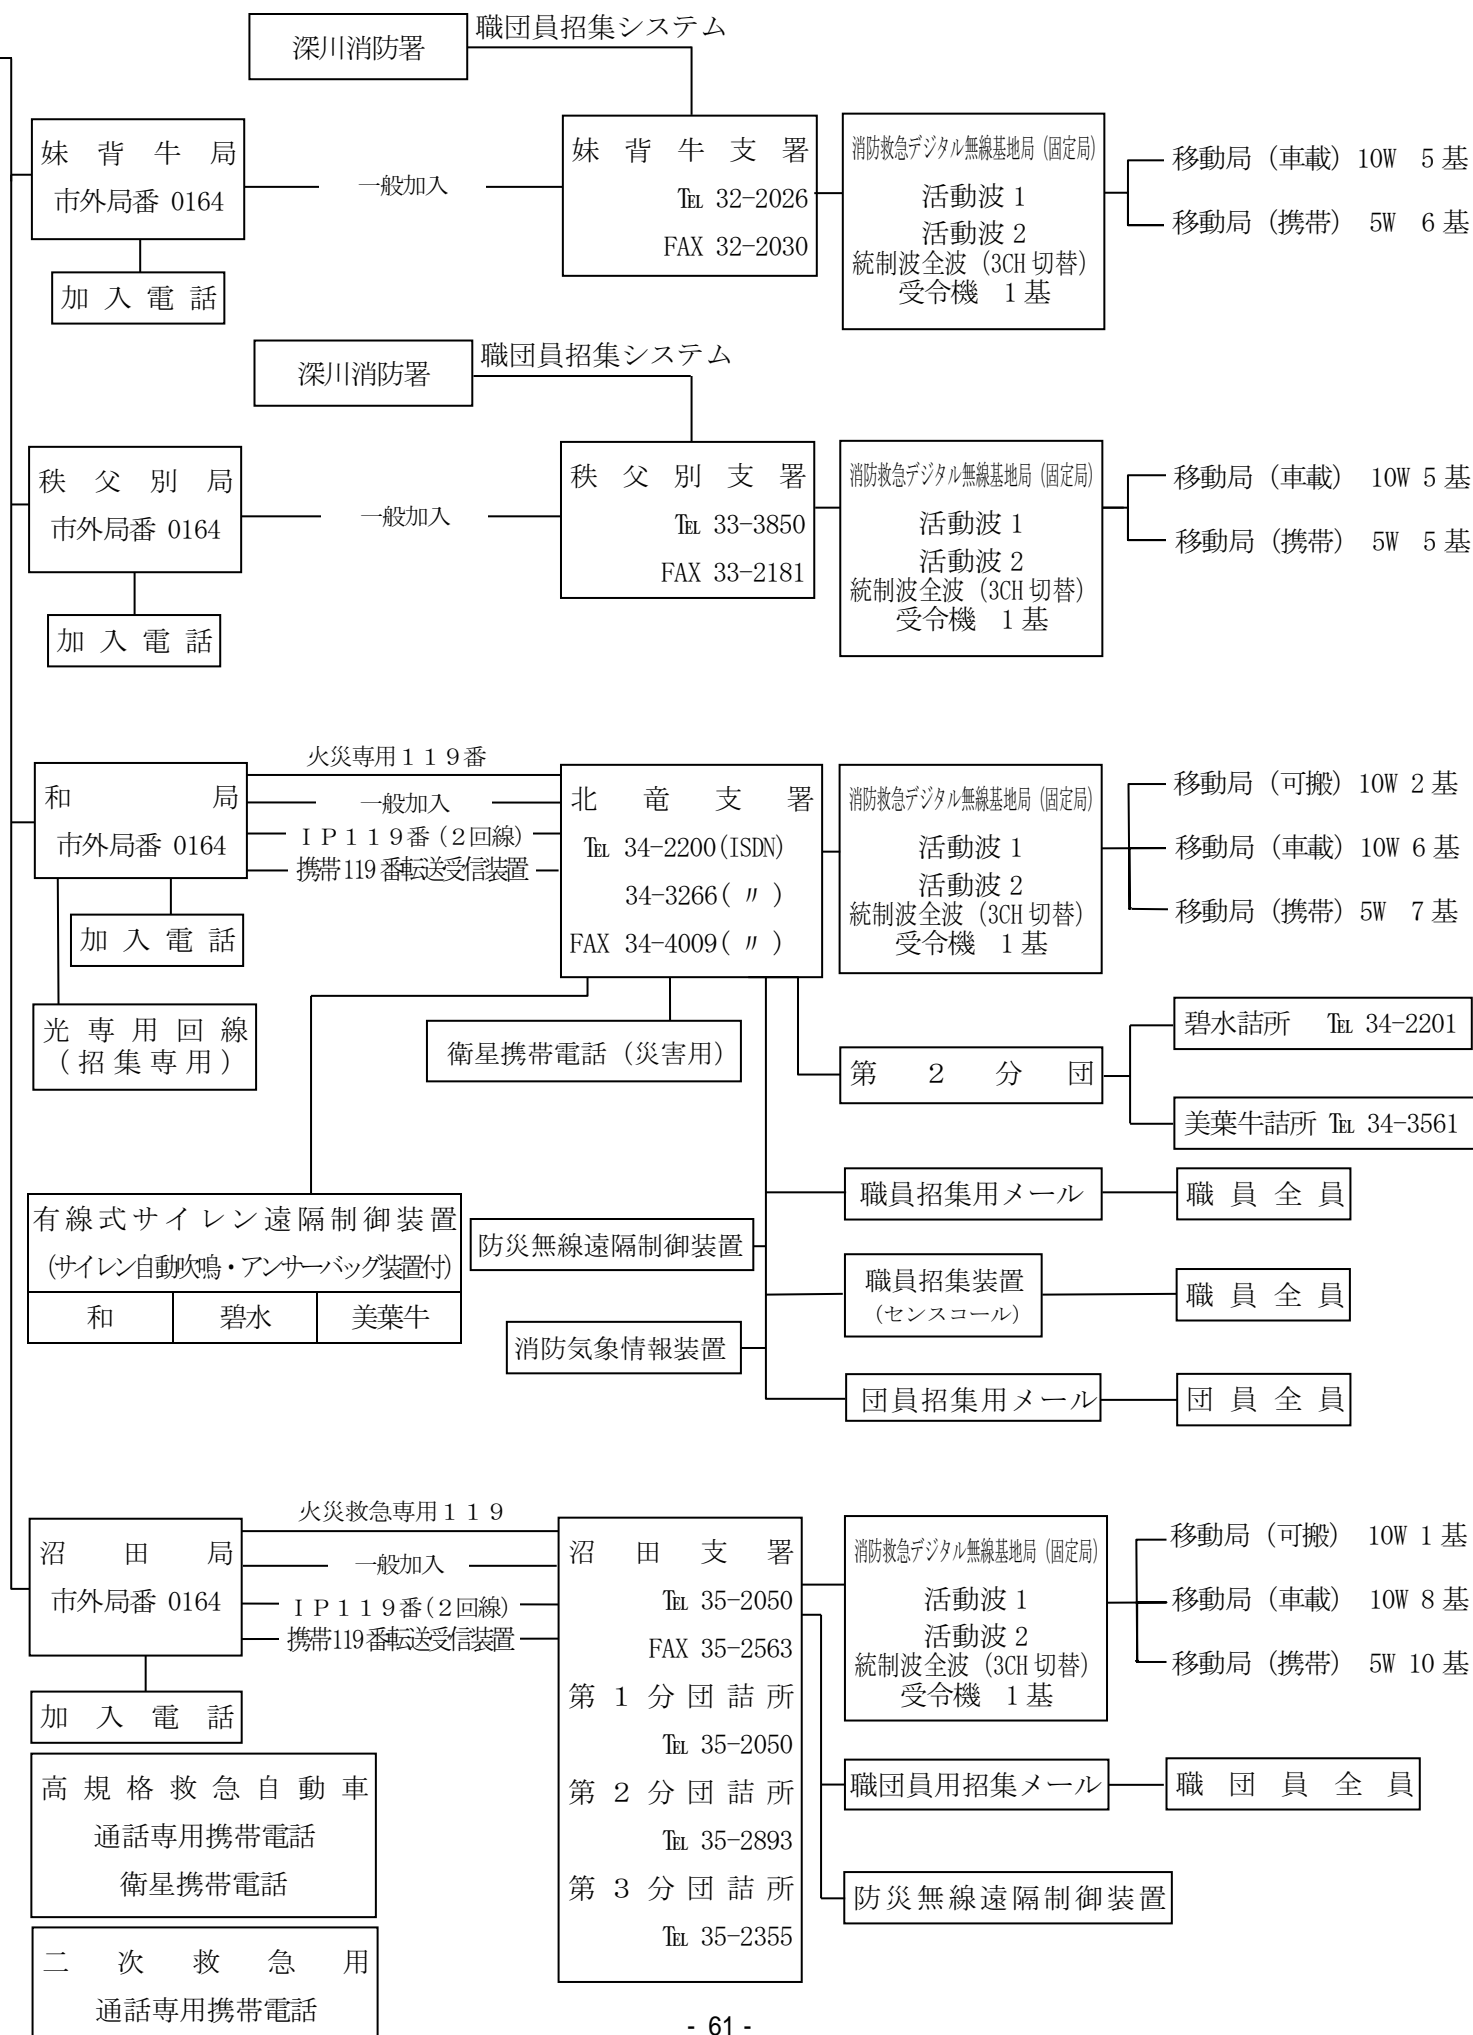 深川消防署
職団員招集システム
妹背牛局
市外局番 0164
加入電話
一般加入
妹背牛支署
℡ 32-2026
FAX 32-2030
消防救急デジタル無線基地局（固定局）
活動波 1
活動波 2
統制波全波（3CH 切替）
受令機　1 基
移動局（車載）10W　5 基
移動局（携帯）　5W　6 基
深川消防署
職団員招集システム
秩父別局
市外局番 0164
加入電話
一般加入
秩父別支署
℡ 33-3850
FAX 33-2181
消防救急デジタル無線基地局（固定局）
活動波 1
活動波 2
統制波全波（3CH 切替）
受令機　1 基
移動局（車載）　10W 5 基
移動局（携帯）　5W　5 基
和局
市外局番 0164
加入電話
光専用回線
（招集専用）
火災専用１１９番
一般加入
ＩＰ１１９番（２回線）
携帯119番転送受信装置
北竜支署
℡ 34-2200(ISDN)
34-3266( 〃 )
FAX 34-4009( 〃 )
消防救急デジタル無線基地局（固定局）
活動波 1
活動波 2
統制波全波（3CH 切替）
受令機　1 基
移動局（可搬）10W 2 基
移動局（車載）10W 6 基
移動局（携帯）5W　7 基
衛星携帯電話（災害用）
第２分団
碧水詰所　℡ 34-2201
美葉牛詰所 ℡ 34-3561
有線式サイレン遠隔制御装置
（サイレン自動吹鳴・アンサーバッグ装置付）
和　碧水　美葉牛
防災無線遠隔制御装置
消防気象情報装置
職員招集用メール
職員全員
職員招集装置
（センスコール）
職員全員
団員招集用メール
団員全員
沼田局
市外局番 0164
加入電話
火災救急専用１１９
一般加入
ＩＰ１１９番（２回線）
携帯119番転送受信装置
沼田支署
℡ 35-2050
FAX 35-2563
第１分団詰所
℡ 35-2050
第２分団詰所
℡ 35-2893
第３分団詰所
℡ 35-2355
消防救急デジタル無線基地局（固定局）
活動波 1
活動波 2
統制波全波（3CH 切替）
受令機　1 基
移動局（可搬）　10W 1 基
移動局（車載）　10W 8 基
移動局（携帯）　5W 10 基
職団員用招集メール
職団員全員
防災無線遠隔制御装置
高規格救急自動車
通話専用携帯電話
衛星携帯電話
二次救急用
通話専用携帯電話
- 61 -